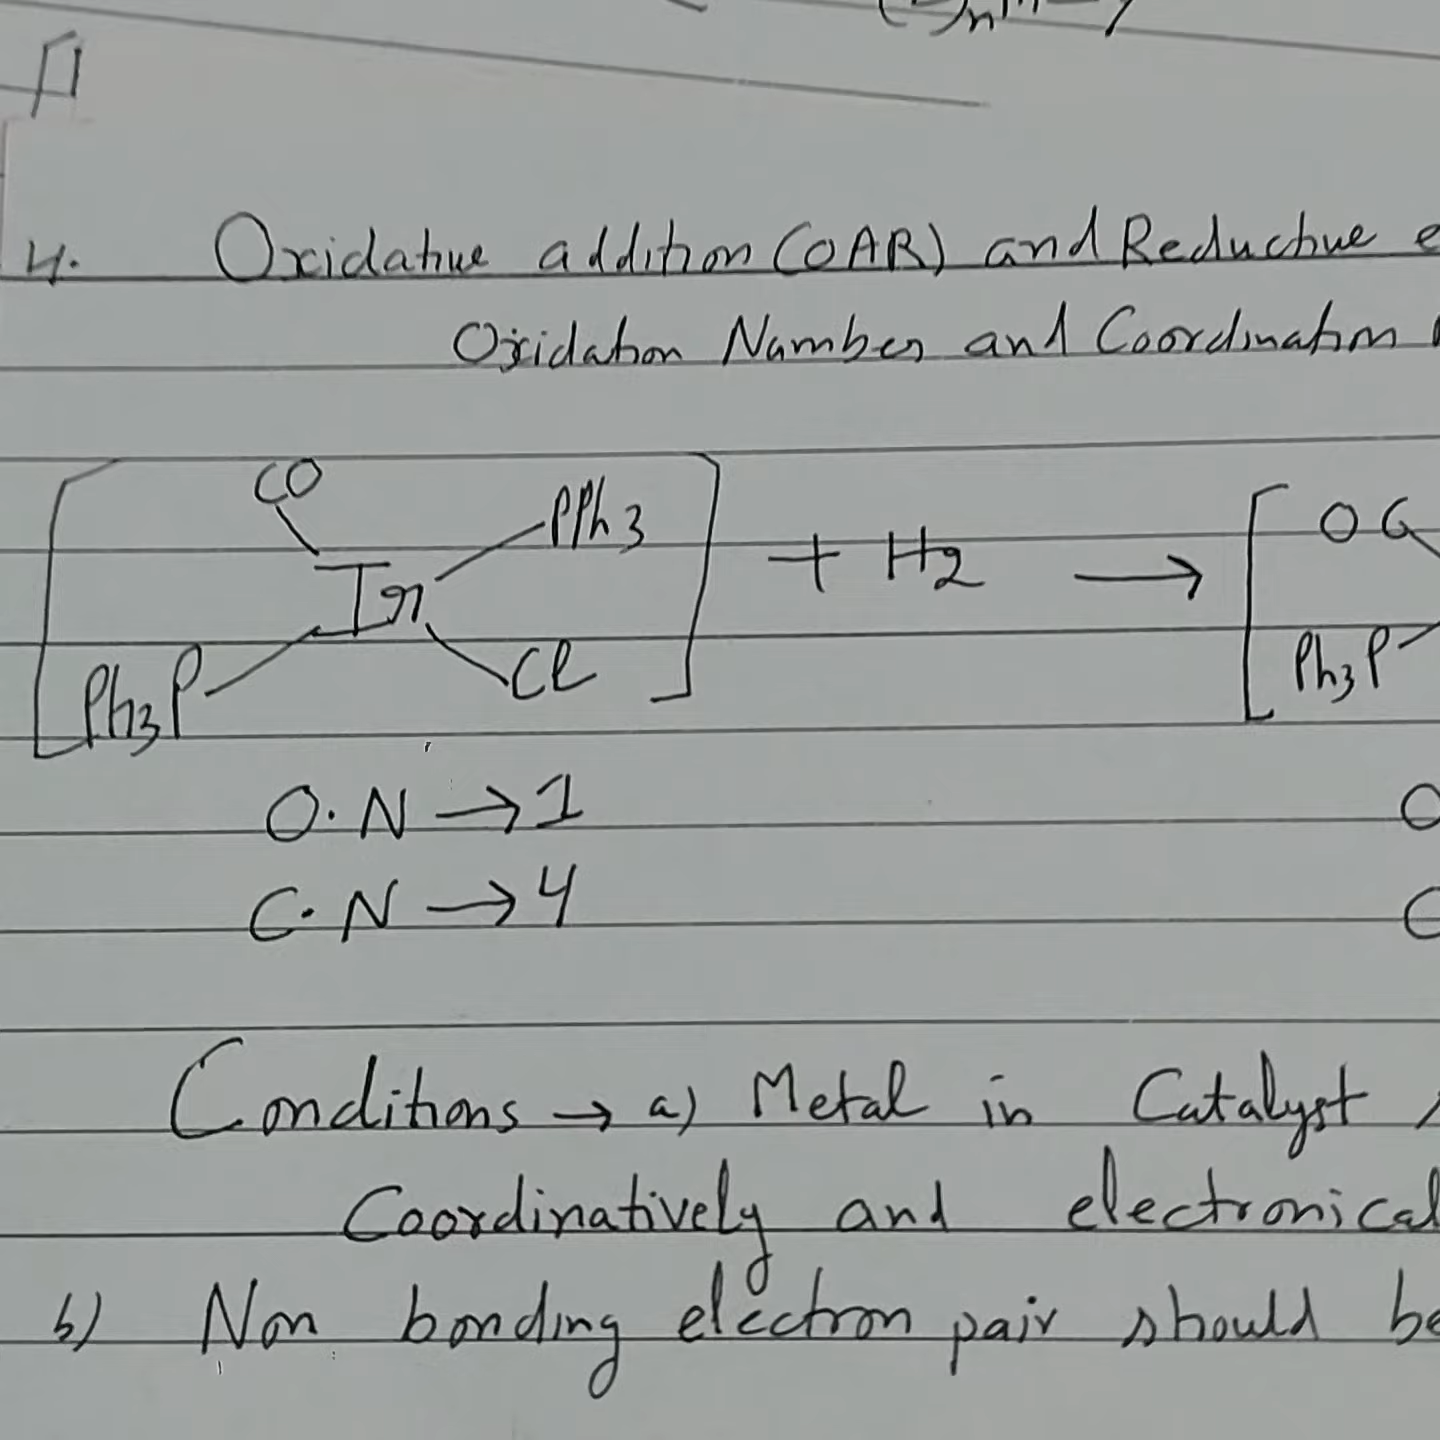 4. Oxidative addition (OAR) and Reductive e
Oxidation Number and Coordination
[CO PPh3
Ir
Ph3P Cl] + H2 → [OC
Ph3P
O.N → 1 O
C.N → 4 C
Conditions → a) Metal in Catalyst
Coordinatively and electronical
b) Non bonding electron pair should be